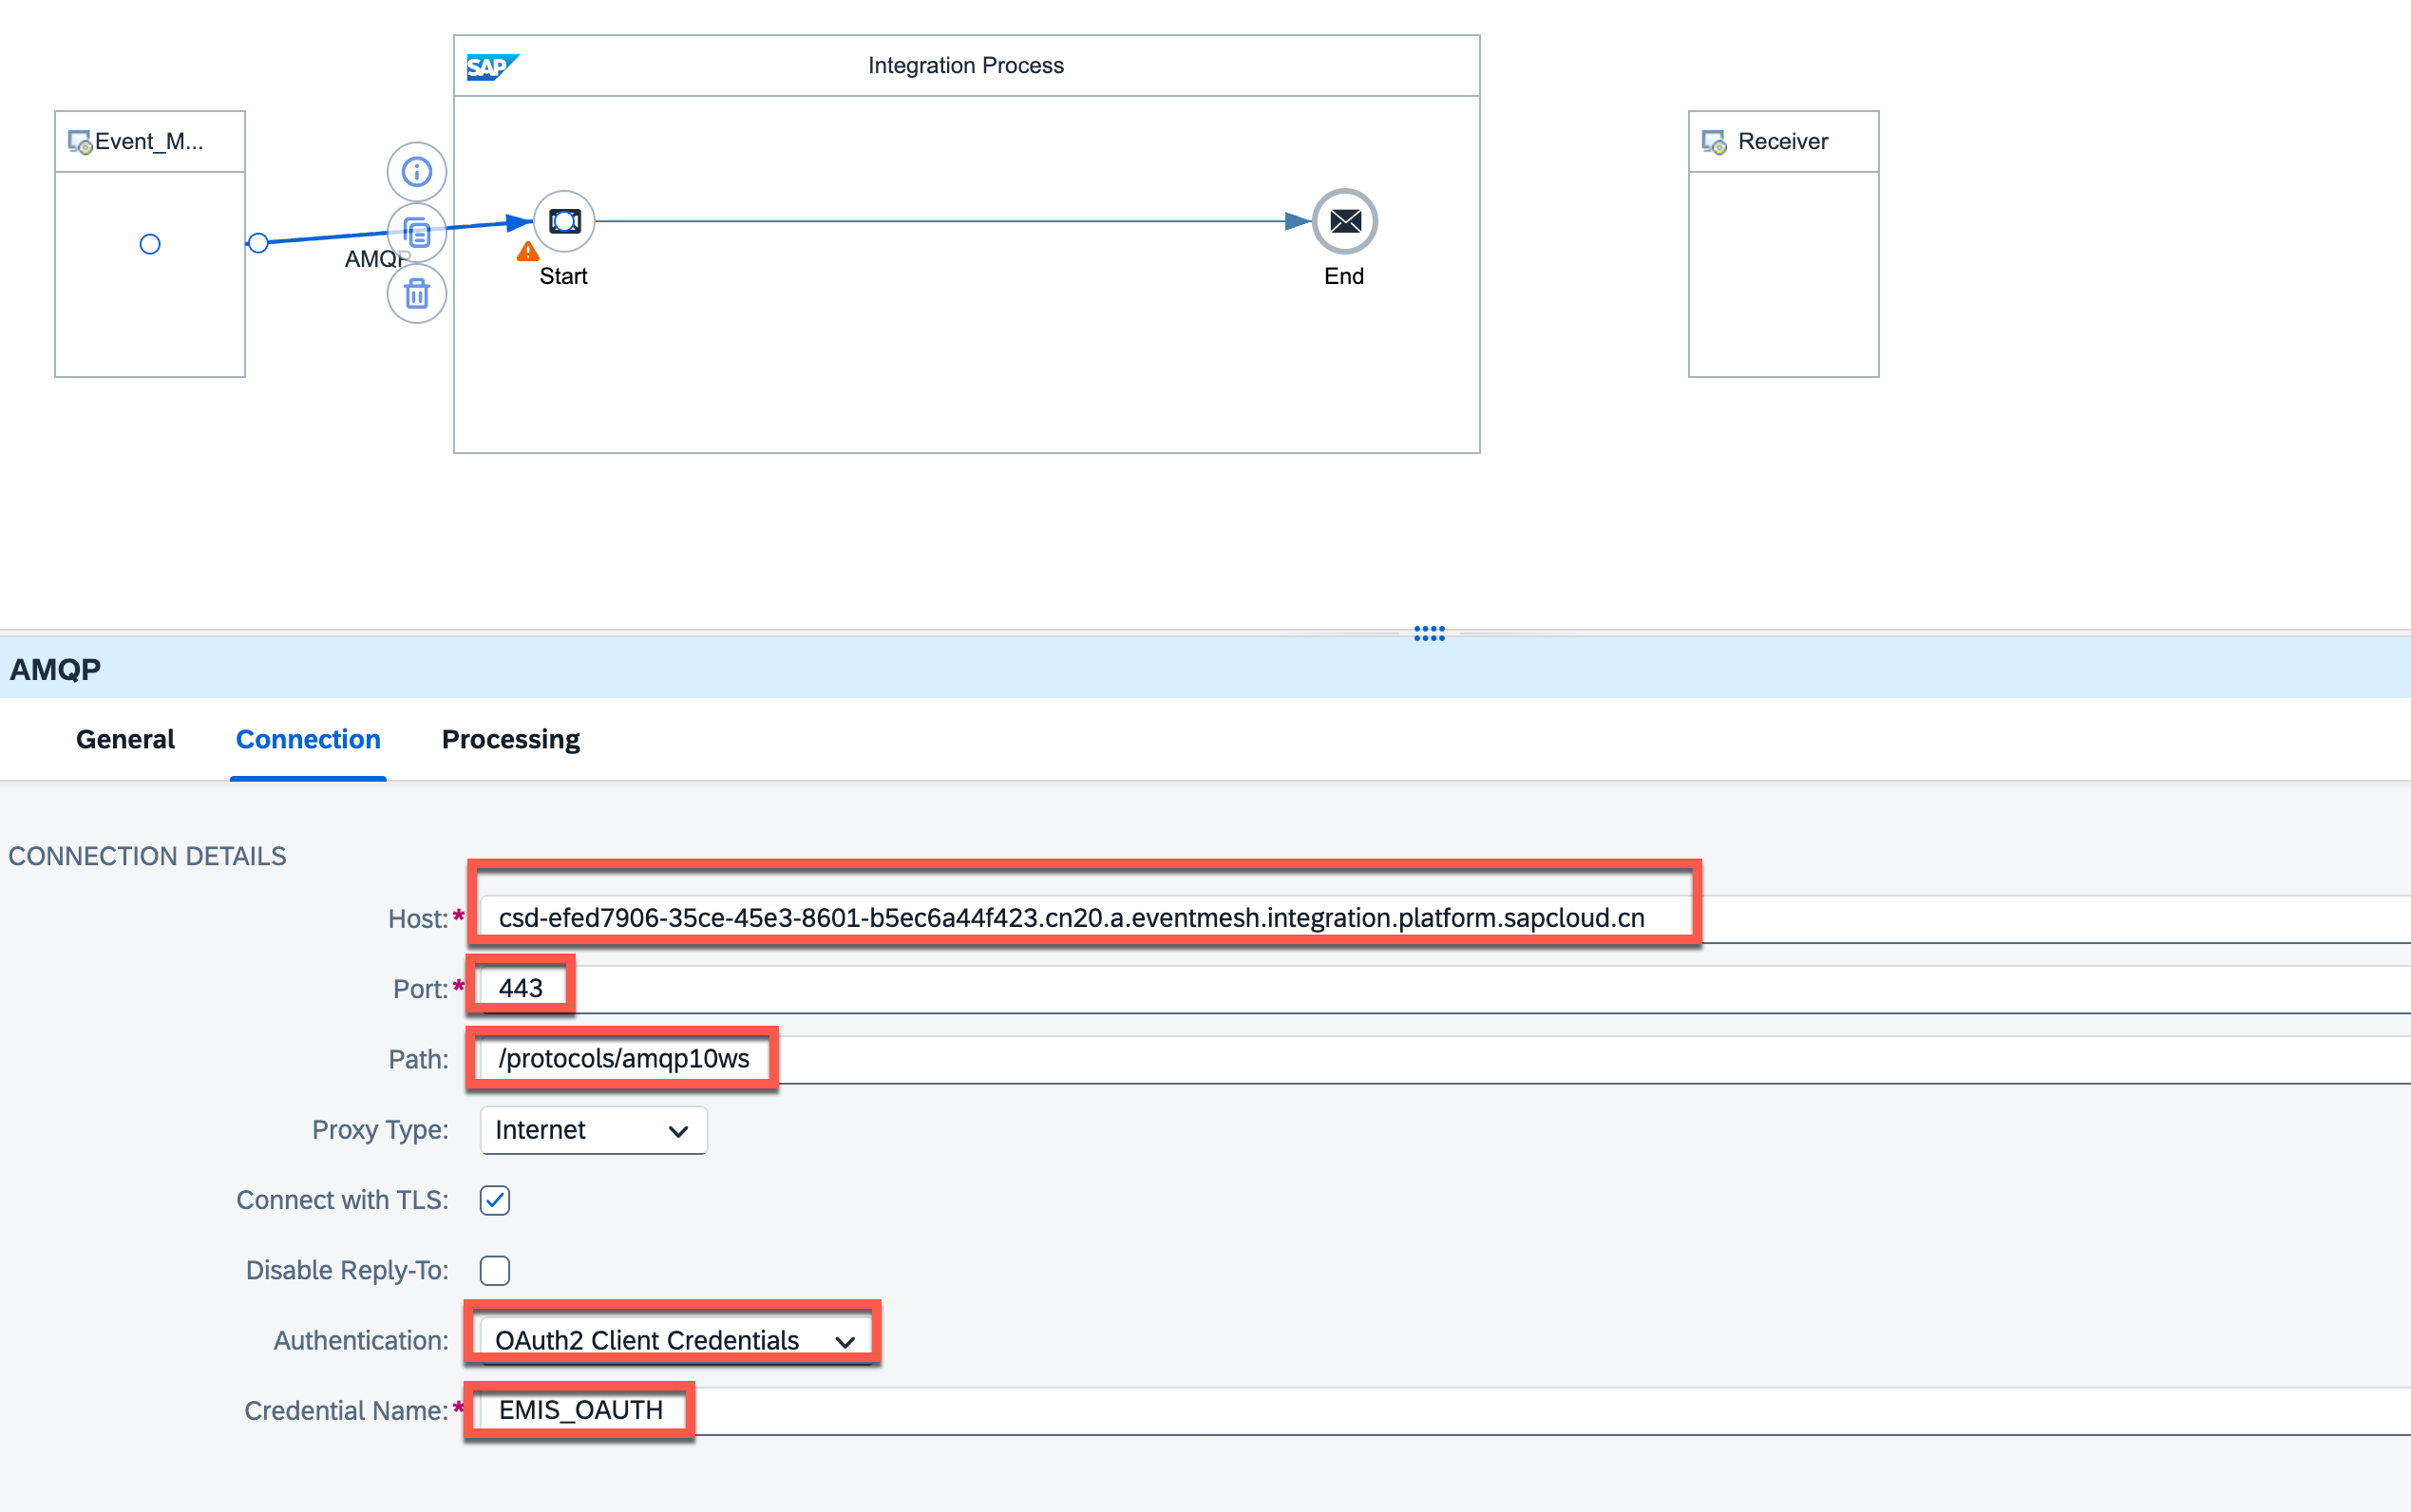 SAP
Integration Process
Event_M...
Receiver
AMQP
Start
End
AMQP
General Connection Processing
CONNECTION DETAILS
Host:* csd-efed7906-35ce-45e3-8601-b5ec6a44f423.cn20.a.eventmesh.integration.platform.sapcloud.cn
Port:* 443
Path: /protocols/amqp10ws
Proxy Type: Internet
Connect with TLS:
Disable Reply-To:
Authentication: OAuth2 Client Credentials
Credential Name:* EMIS_OAUTH